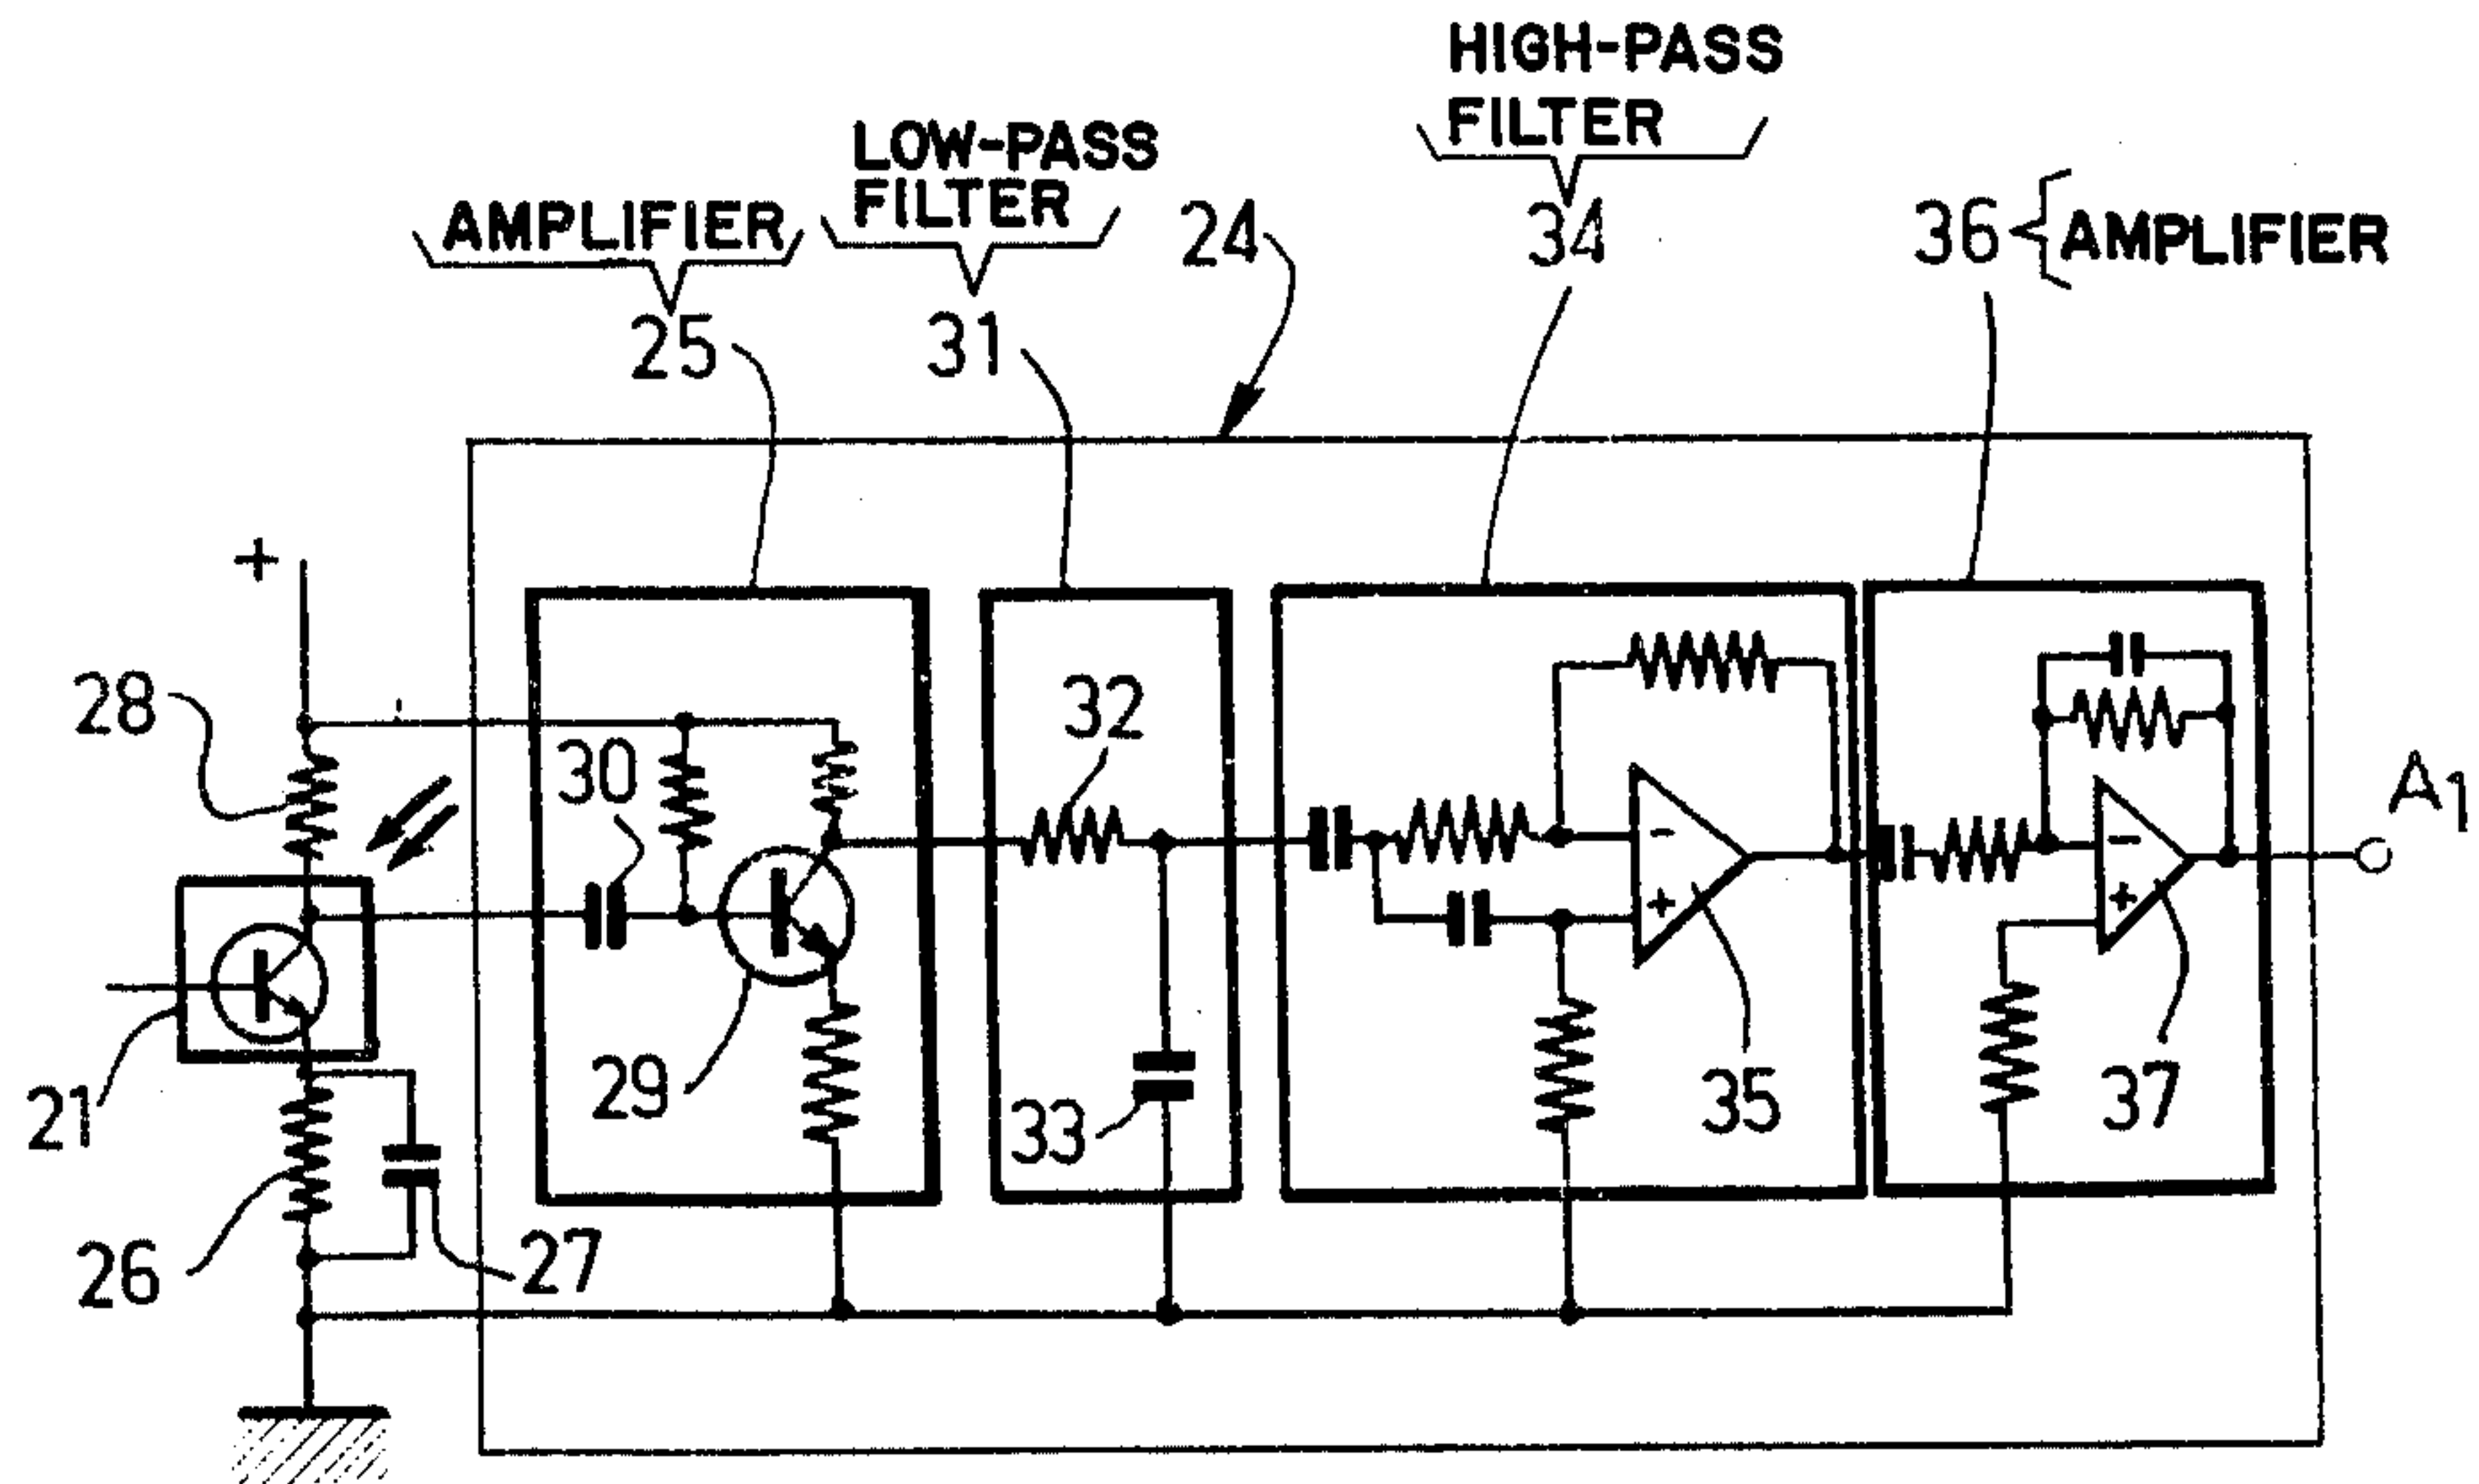 HIGH-PASS
FILTER
34
LOW-PASS
FILTER
31
AMPLIFIER
25
24
36 AMPLIFIER
+
28
30
32
A1
-
+
-
+
21
29
33
35
37
26
27